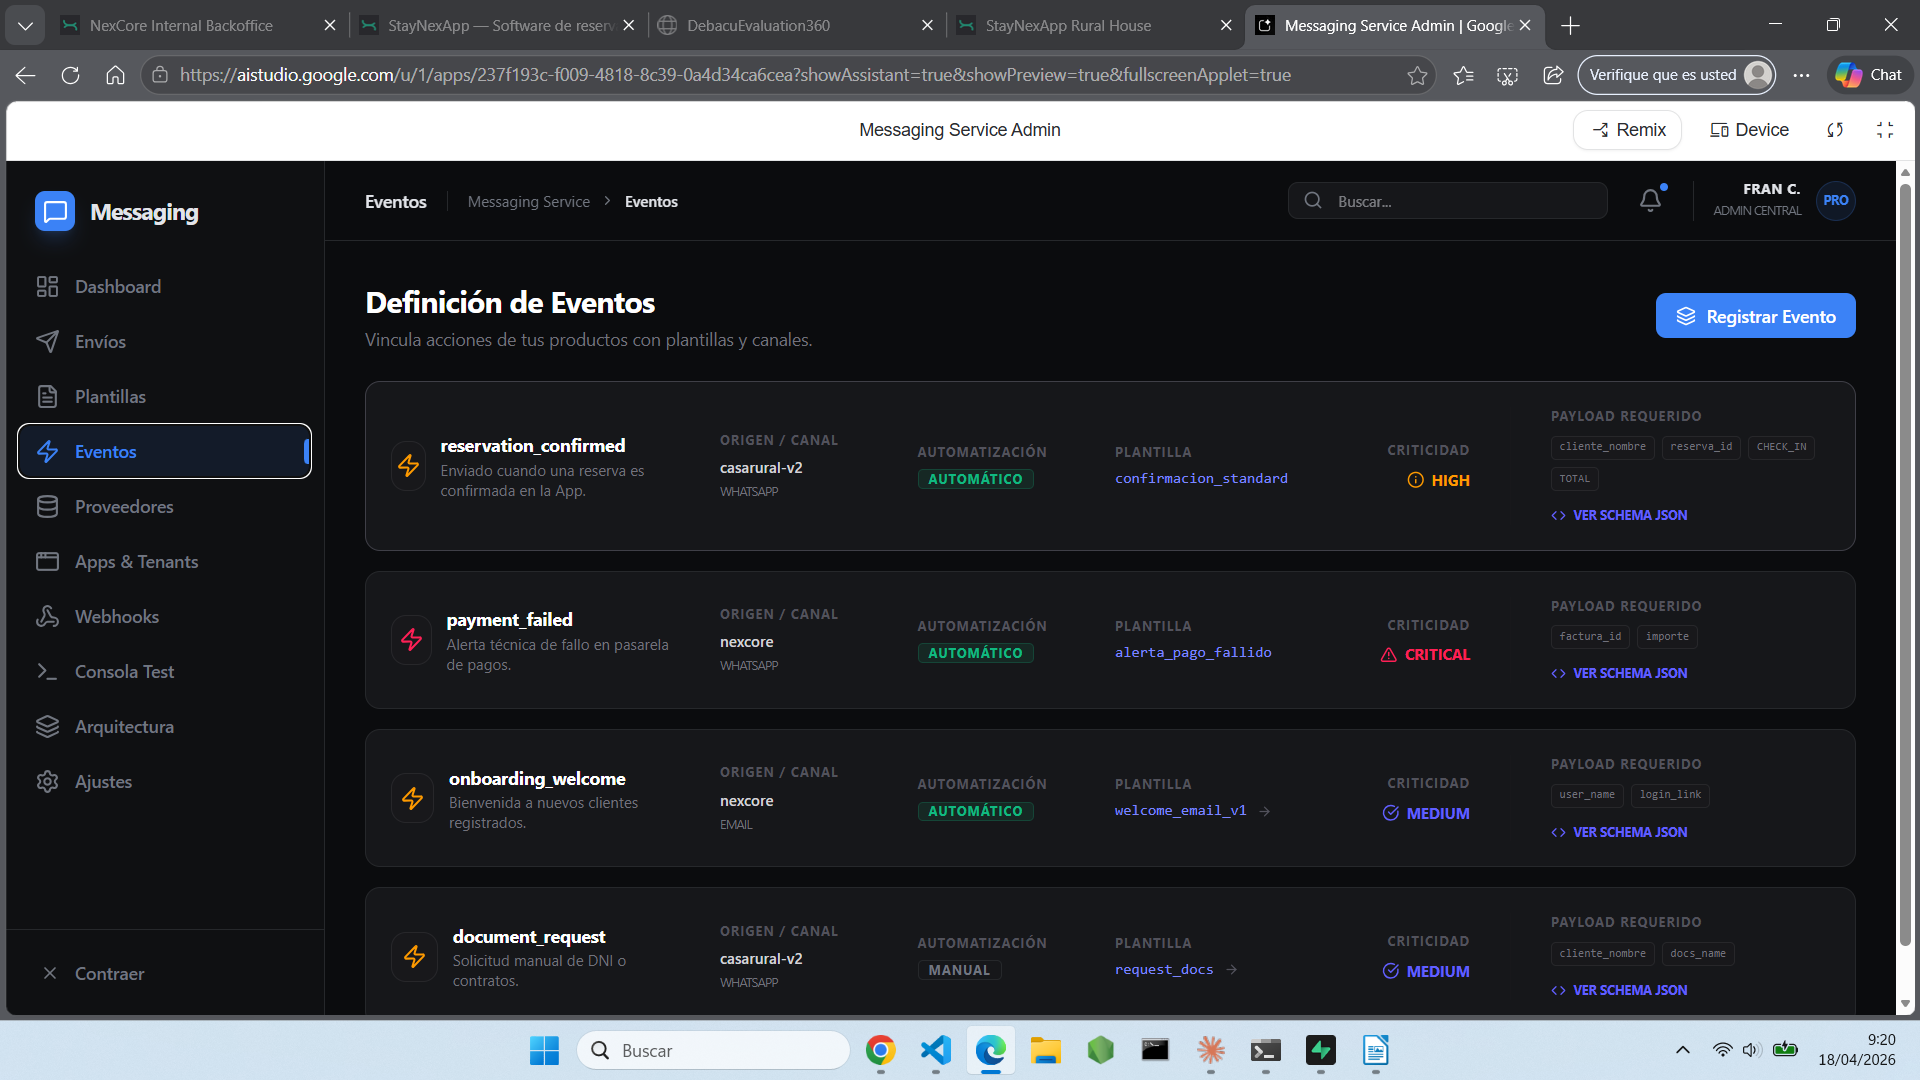 NexCore Internal Backoffice
StayNexApp — Software de reserv
DebacuEvaluation360
StayNexApp Rural House
Messaging Service Admin | Google
https://aistudio.google.com/u/1/apps/237f193c-f009-4818-8c39-0a4d34ca6cea?showAssistant=true&showPreview=true&fullscreenApplet=true
Verifique que es usted
Chat
Messaging Service Admin
Remix
Device
Messaging
Dashboard
Envíos
Plantillas
Eventos
Proveedores
Apps & Tenants
Webhooks
Consola Test
Arquitectura
Ajustes
Contraer
Eventos
Messaging Service > Eventos
Buscar...
FRAN C.
ADMIN CENTRAL
PRO
Definición de Eventos
Vincula acciones de tus productos con plantillas y canales.
Registrar Evento
reservation_confirmed
Enviado cuando una reserva es
confirmada en la App.
ORIGEN / CANAL
casarural-v2
WHATSAPP
AUTOMATIZACIÓN
AUTOMÁTICO
PLANTILLA
confirmacion_standard
CRITICIDAD
HIGH
PAYLOAD REQUERIDO
cliente_nombre
reserva_id
CHECK_IN
TOTAL
<> VER SCHEMA JSON
payment_failed
Alerta técnica de fallo en pasarela
de pagos.
ORIGEN / CANAL
nexcore
WHATSAPP
AUTOMATIZACIÓN
AUTOMÁTICO
PLANTILLA
alerta_pago_fallido
CRITICIDAD
CRITICAL
PAYLOAD REQUERIDO
factura_id
importe
<> VER SCHEMA JSON
onboarding_welcome
Bienvenida a nuevos clientes
registrados.
ORIGEN / CANAL
nexcore
EMAIL
AUTOMATIZACIÓN
AUTOMÁTICO
PLANTILLA
welcome_email_v1 →
CRITICIDAD
MEDIUM
PAYLOAD REQUERIDO
user_name
login_link
<> VER SCHEMA JSON
document_request
Solicitud manual de DNI o
contratos.
ORIGEN / CANAL
casarural-v2
WHATSAPP
AUTOMATIZACIÓN
MANUAL
PLANTILLA
request_docs →
CRITICIDAD
MEDIUM
PAYLOAD REQUERIDO
cliente_nombre
docs_name
<> VER SCHEMA JSON
Buscar
9:20
18/04/2026